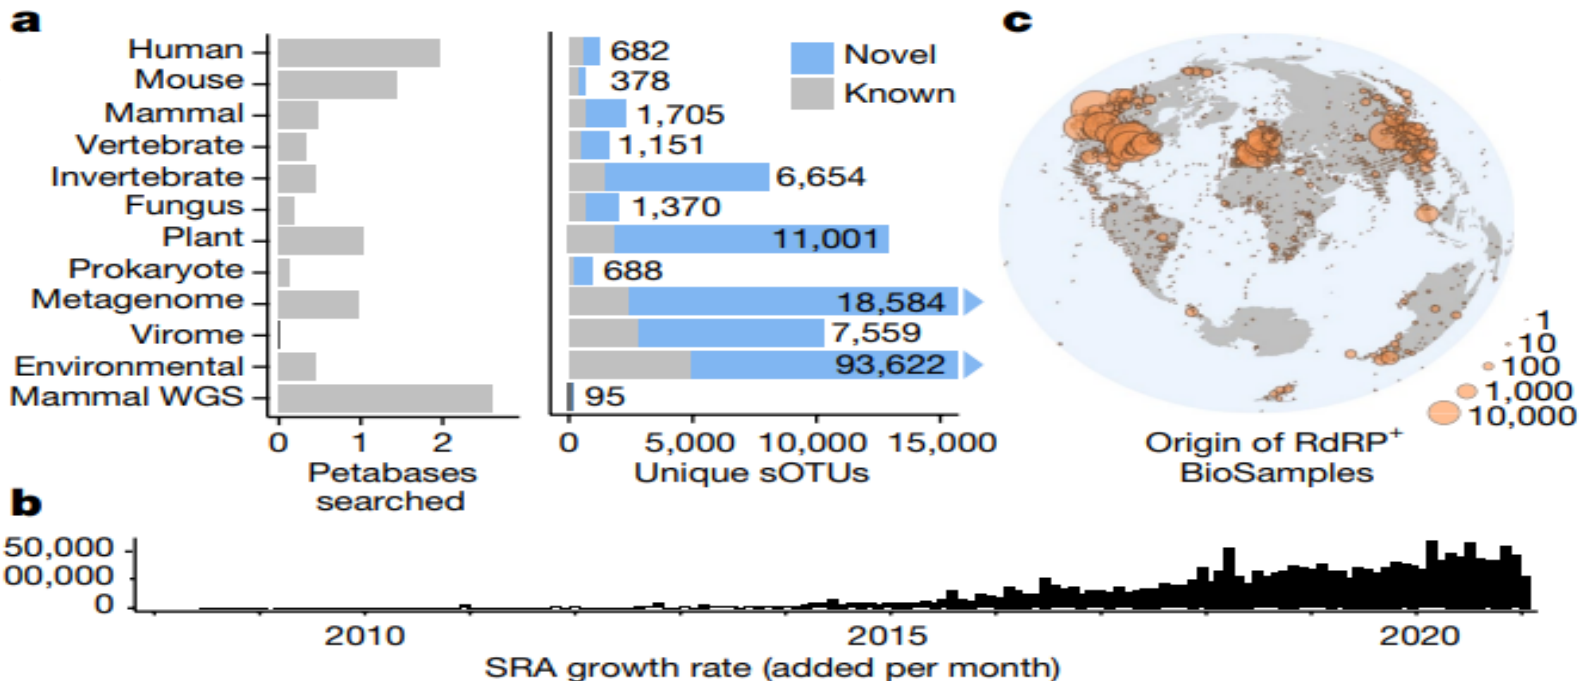 a
Human
Mouse
Mammal
Vertebrate
Invertebrate
Fungus
Plant
Prokaryote
Metagenome
Virome
Environmental
Mammal WGS
0 1 2
Petabases
searched
682
378
1,705
1,151
6,654
1,370
11,001
688
18,584
7,559
93,622
95
Novel
Known
0 5,000 10,000 15,000
Unique sOTUs
c
1
10
100
1,000
10,000
Origin of RdRP+
BioSamples
b
50,000
00,000
0
2010 2015 2020
SRA growth rate (added per month)